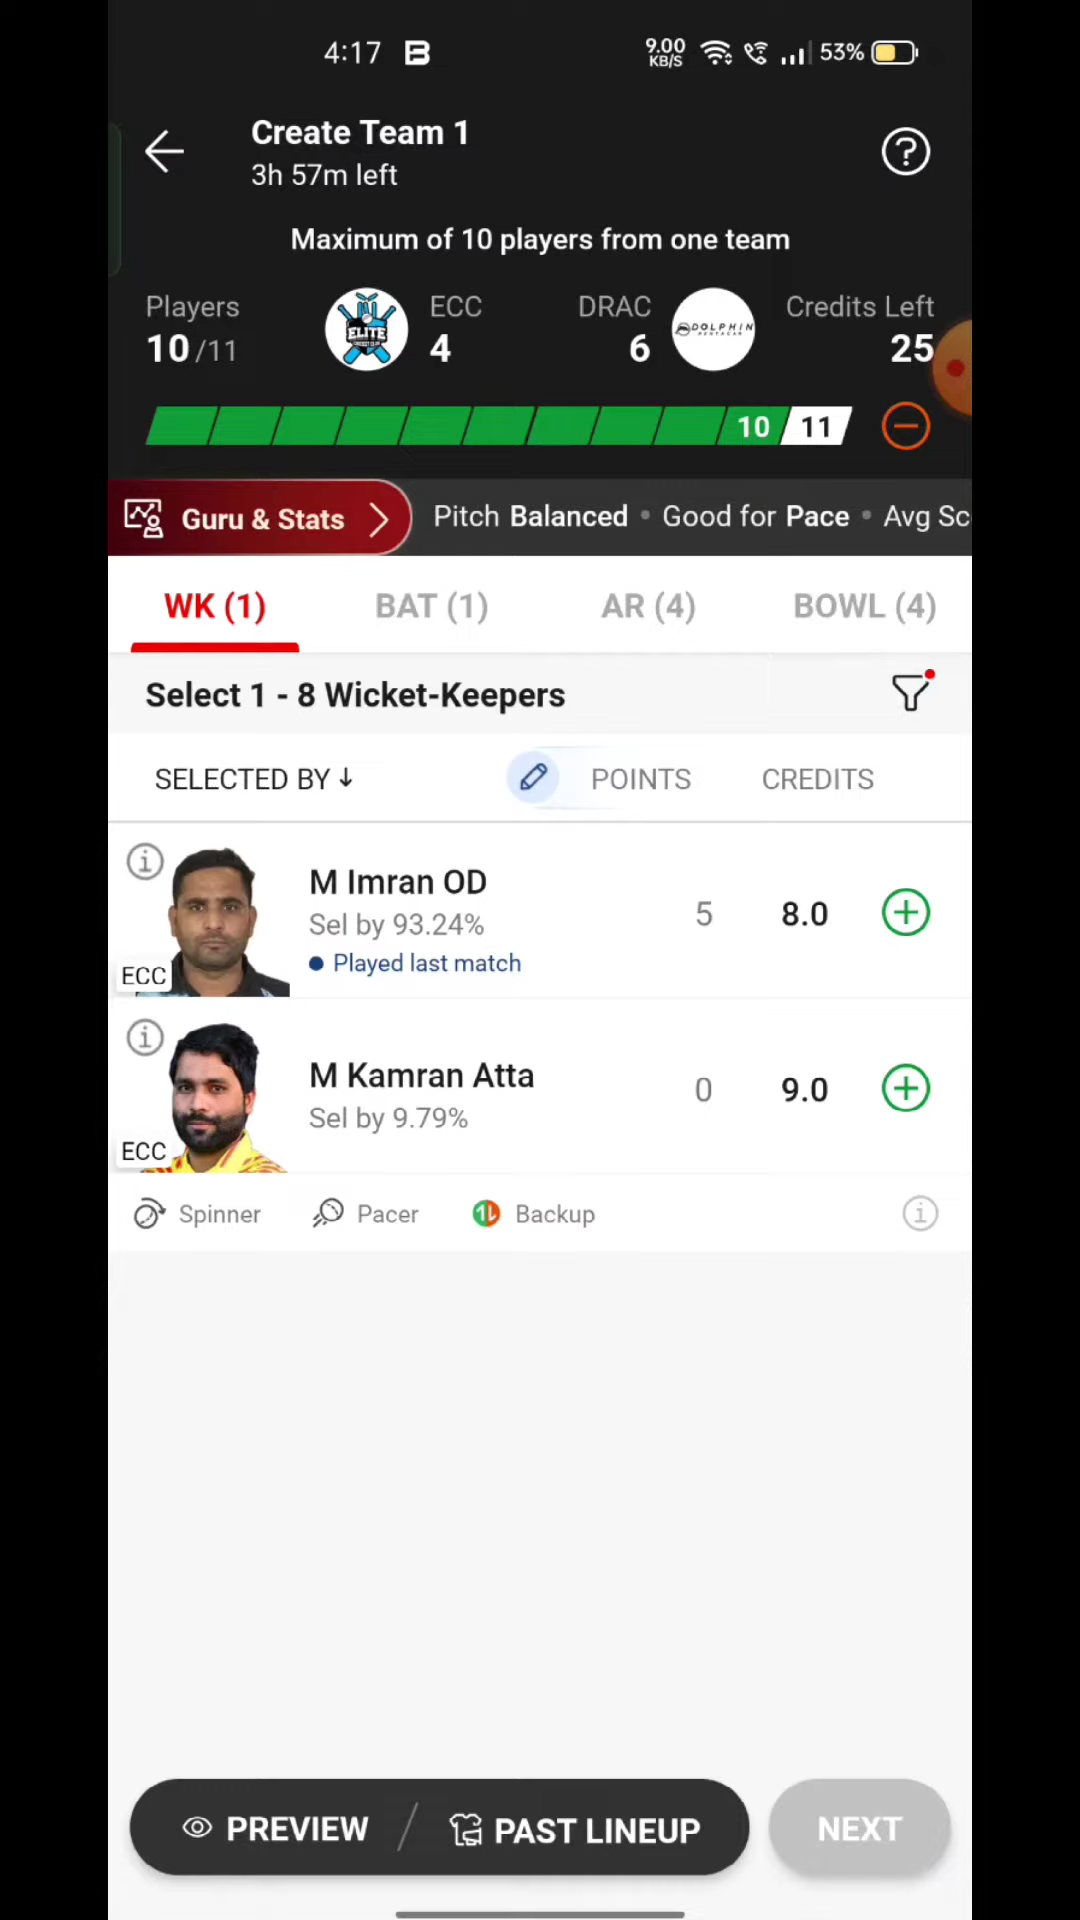 4:17
9.00 KB/S
53%
Create Team 1
3h 57m left
Maximum of 10 players from one team
Players
10/11
ELITE
ECC
4
DRAC
6
DOLPHIN
Credits Left
25
10
11
Guru & Stats
Pitch Balanced • Good for Pace • Avg Sc
WK (1)
BAT (1)
AR (4)
BOWL (4)
Select 1 - 8 Wicket-Keepers
SELECTED BY ↓
POINTS
CREDITS
M Imran OD
Sel by 93.24%
Played last match
ECC
5
8.0
M Kamran Atta
Sel by 9.79%
ECC
0
9.0
Spinner
Pacer
Backup
PREVIEW / PAST LINEUP
NEXT